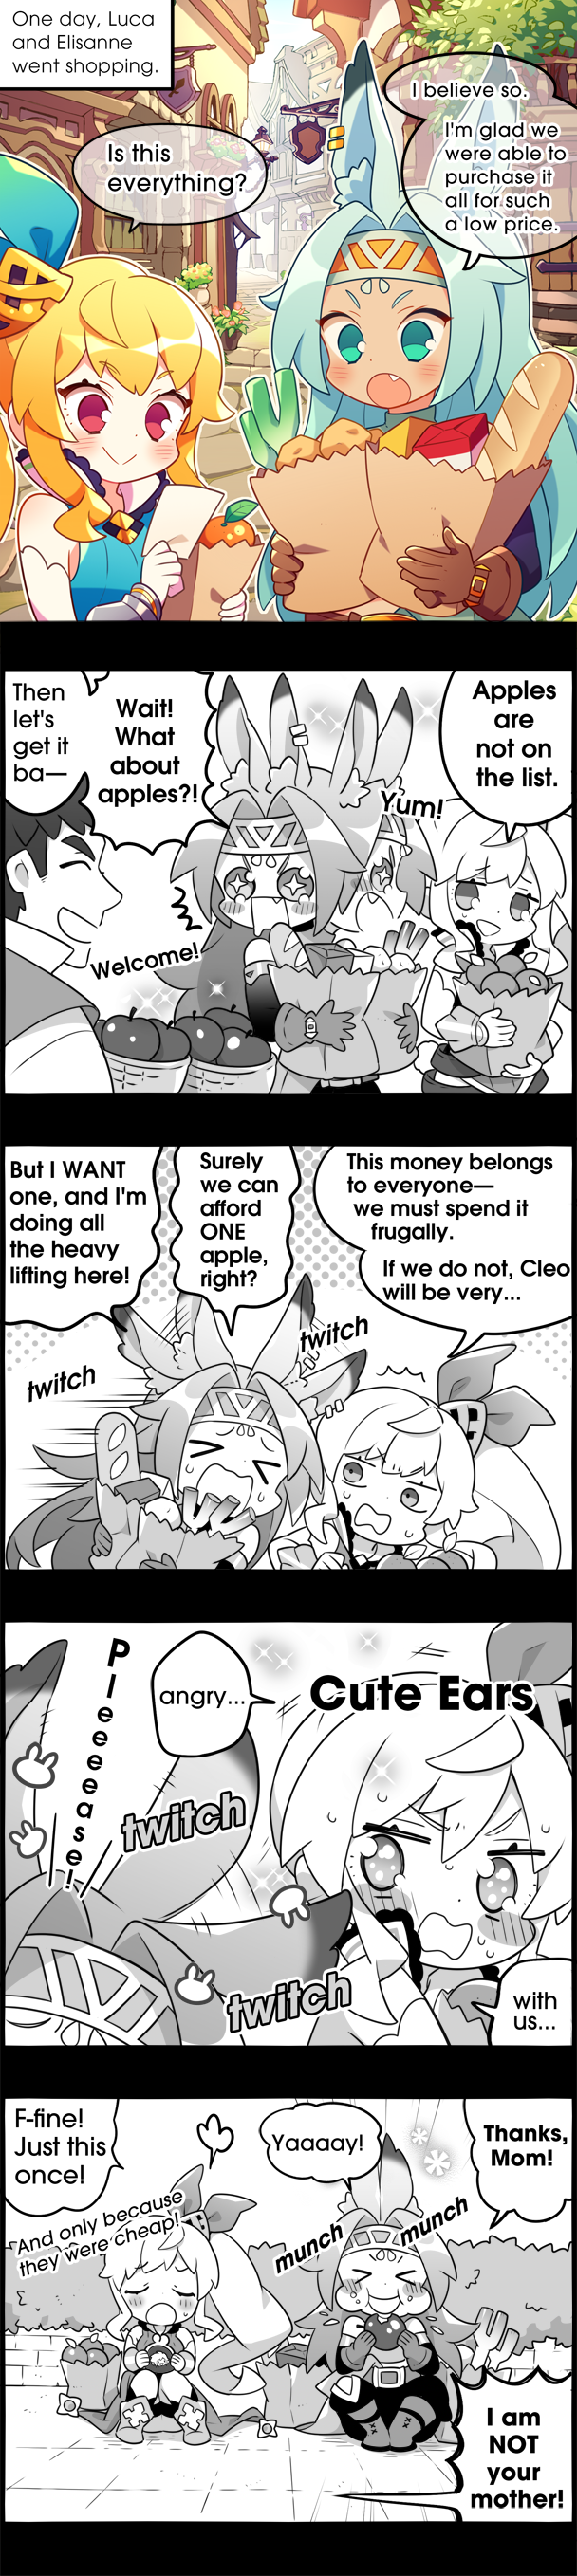 One day, Luca
and Elisanne
went shopping.
Is this
everything?
I believe so.
I'm glad we
were able to
purchase it
all for such
a low price.
Then
let's
get it
ba—
Wait!
What
about
apples?!
Apples
are
not on
the list.
Yum!
Welcome!
But I WANT
one, and I'm
doing all
the heavy
lifting here!
Surely
we can
afford
ONE
apple,
right?
This money belongs
to everyone—
we must spend it
frugally.
If we do not, Cleo
will be very...
twitch
twitch
Pleeeease!
angry...
Cute Ears
twitch
twitch
with
us...
F-fine!
Just this
once!
And only because
they were cheap!
Yaaaay!
Thanks,
Mom!
munch
munch
I am
NOT
your
mother!